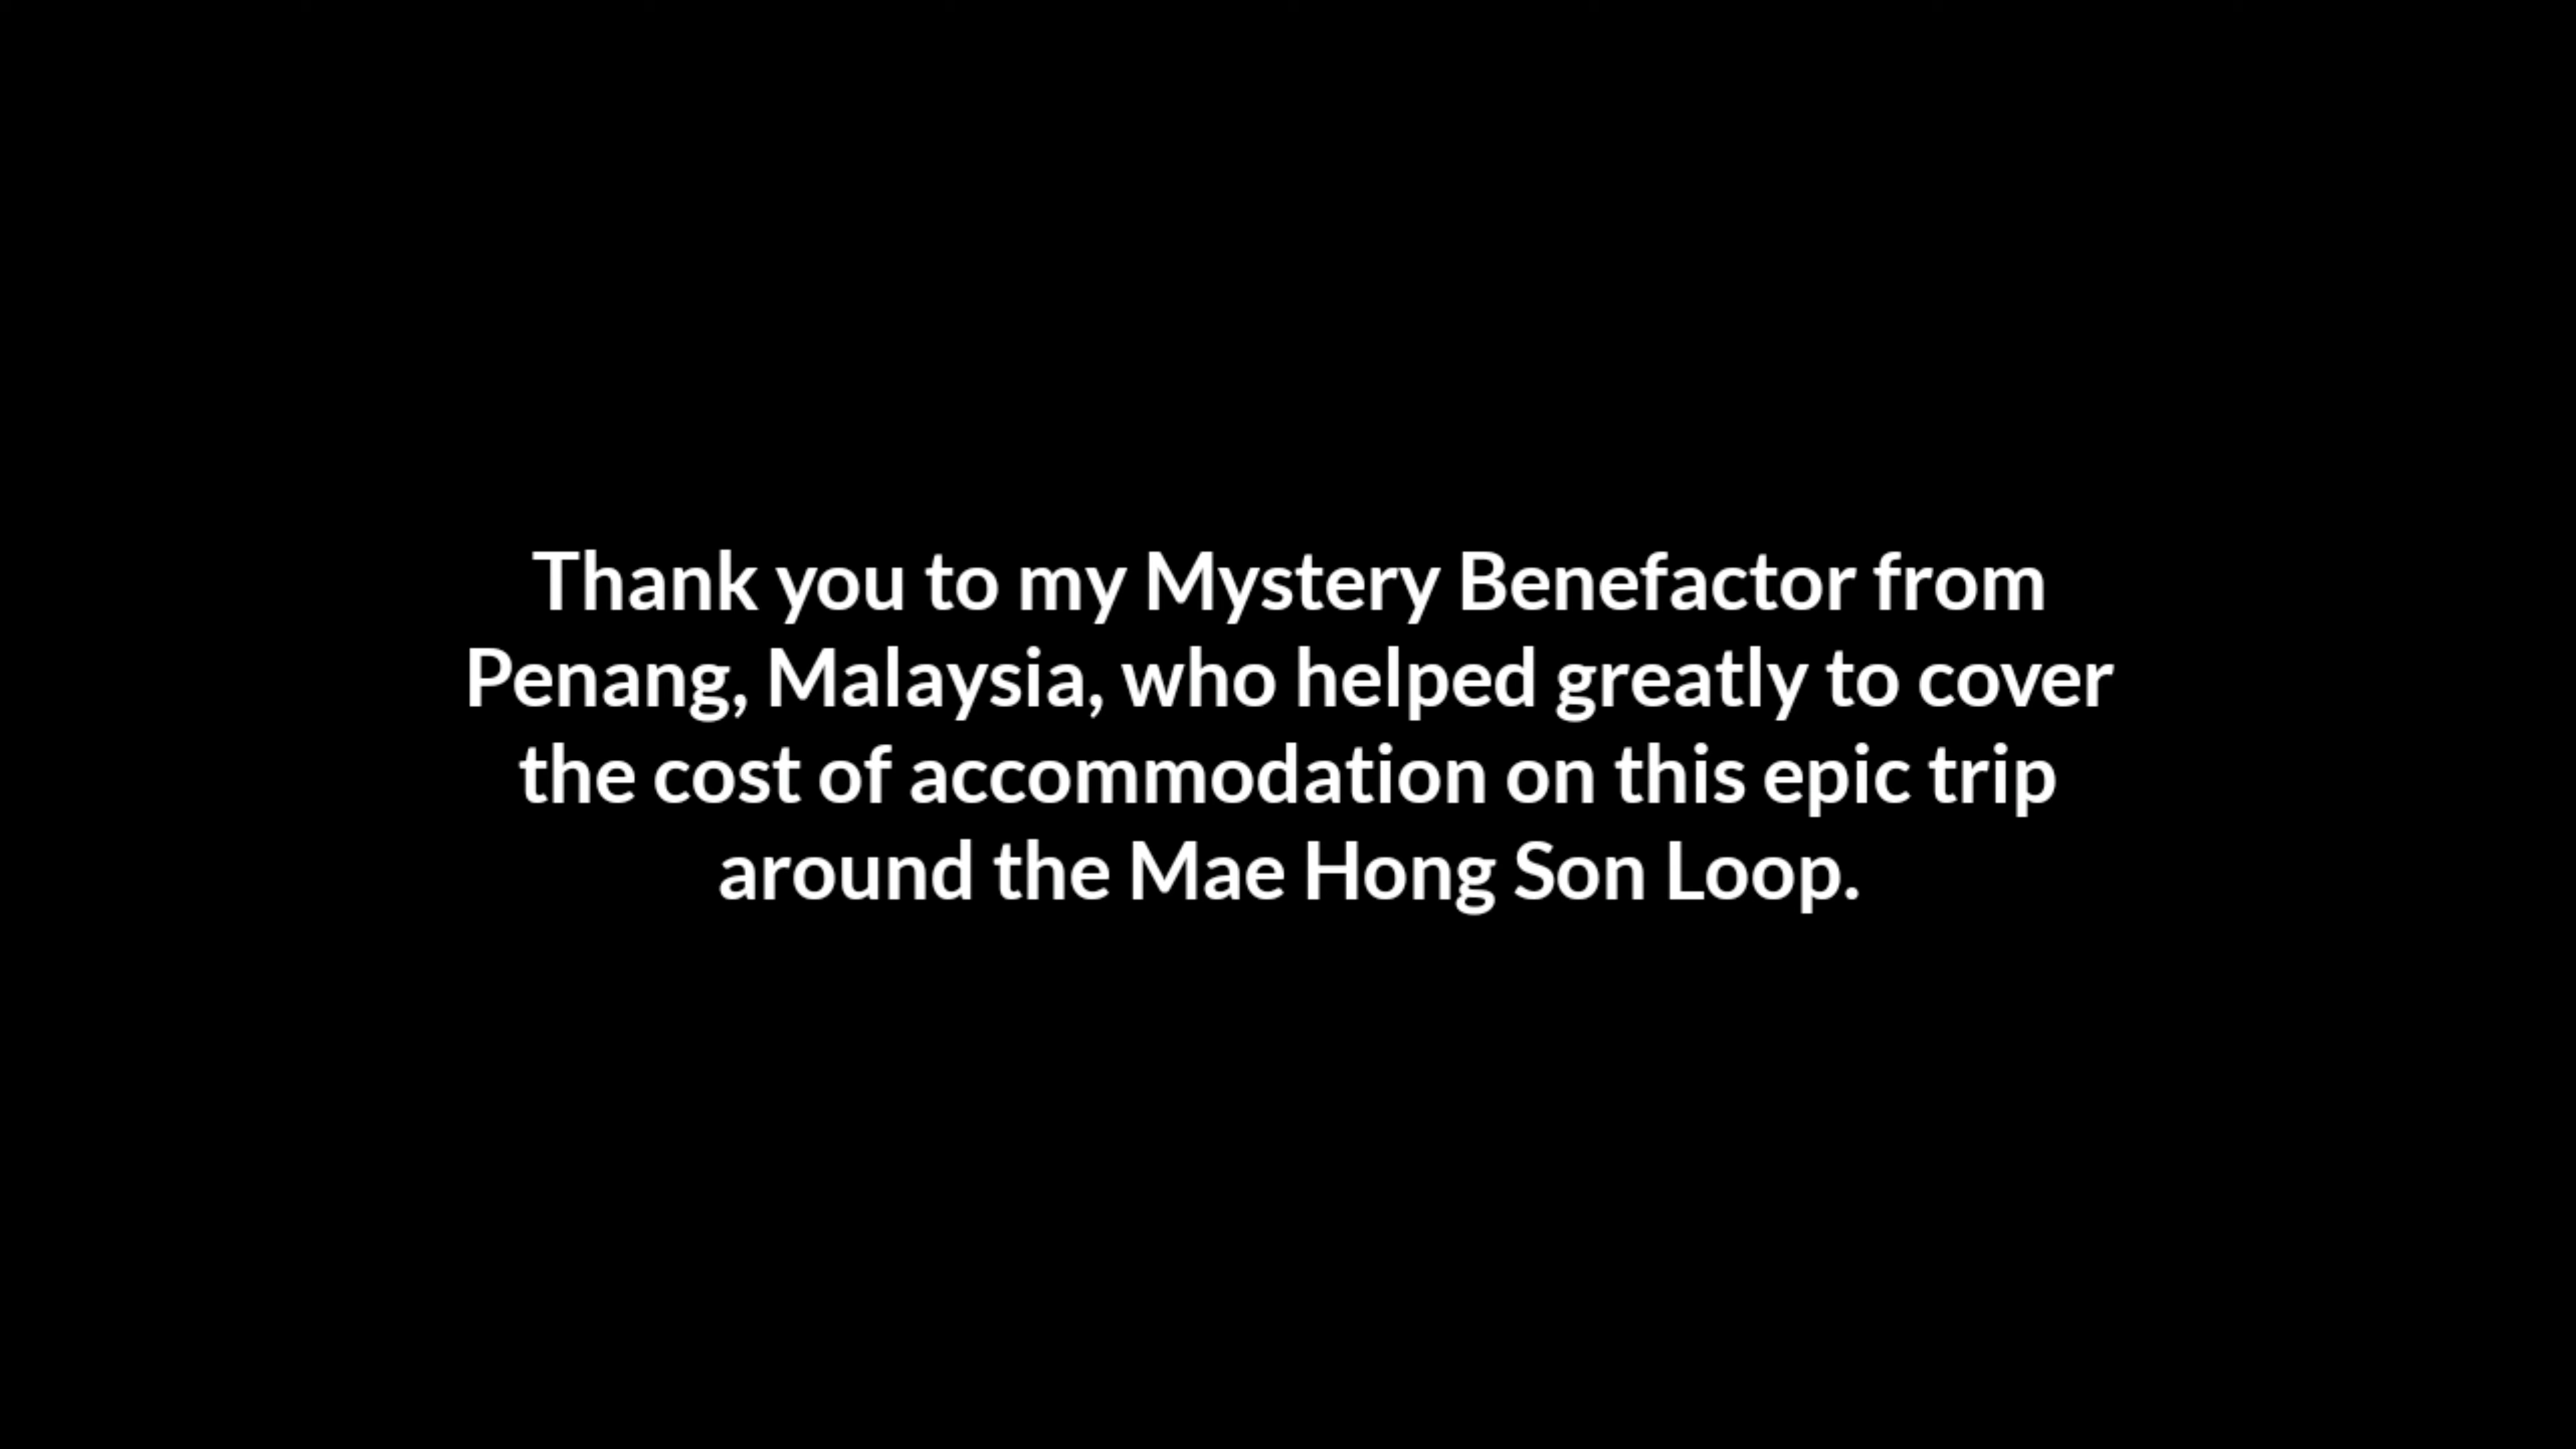 Thank you to my Mystery Benefactor from
Penang, Malaysia, who helped greatly to cover
the cost of accommodation on this epic trip
around the Mae Hong Son Loop.